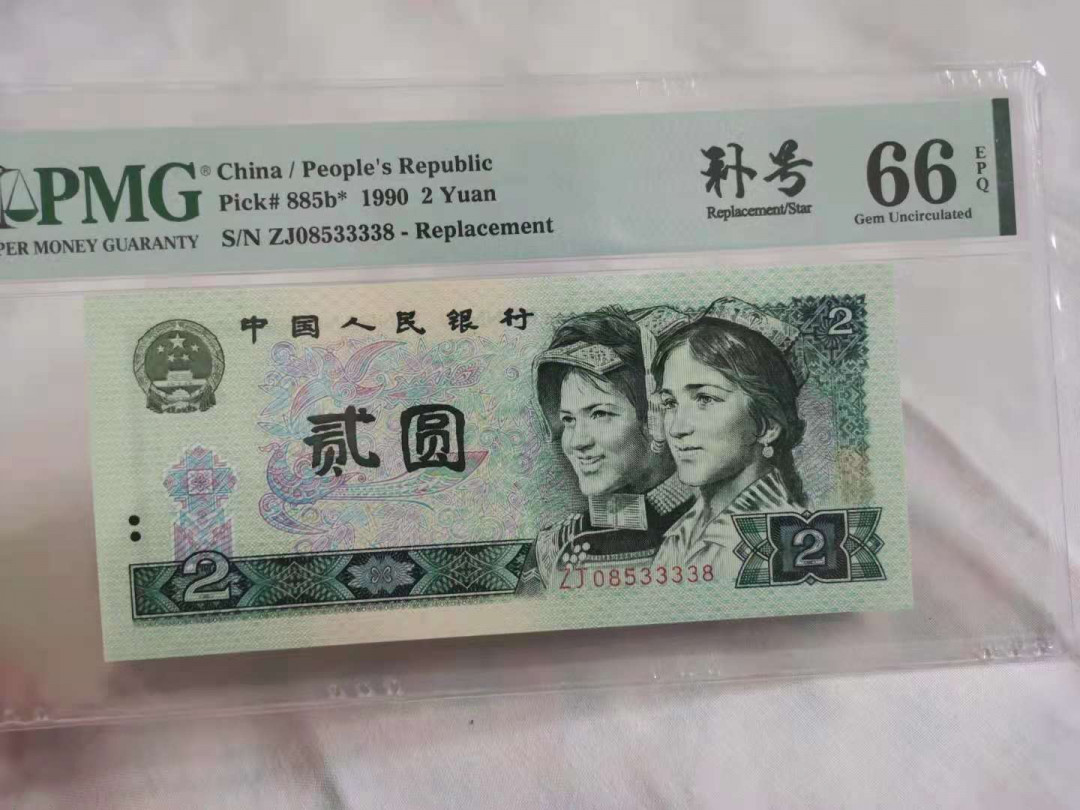 PMG®
PER MONEY GUARANTY
China / People's Republic
Pick# 885b* 1990 2 Yuan
S/N ZJ08533338 - Replacement
补号
Replacement/Star
66
EPQ
Gem Uncirculated
中国人民银行
2
贰圆
2
2
ZJ08533338